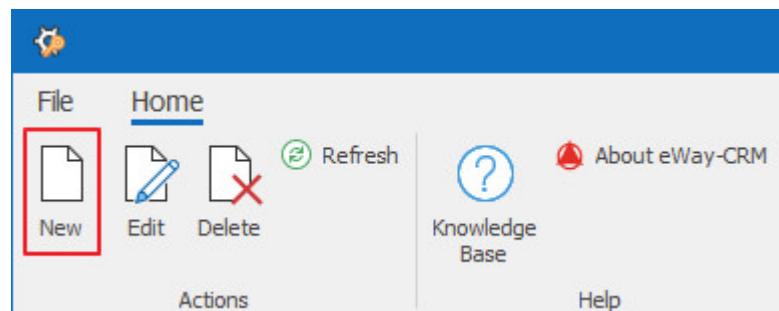 File Home
Refresh About eWay-CRM
New Edit Delete Knowledge
Base
Actions Help